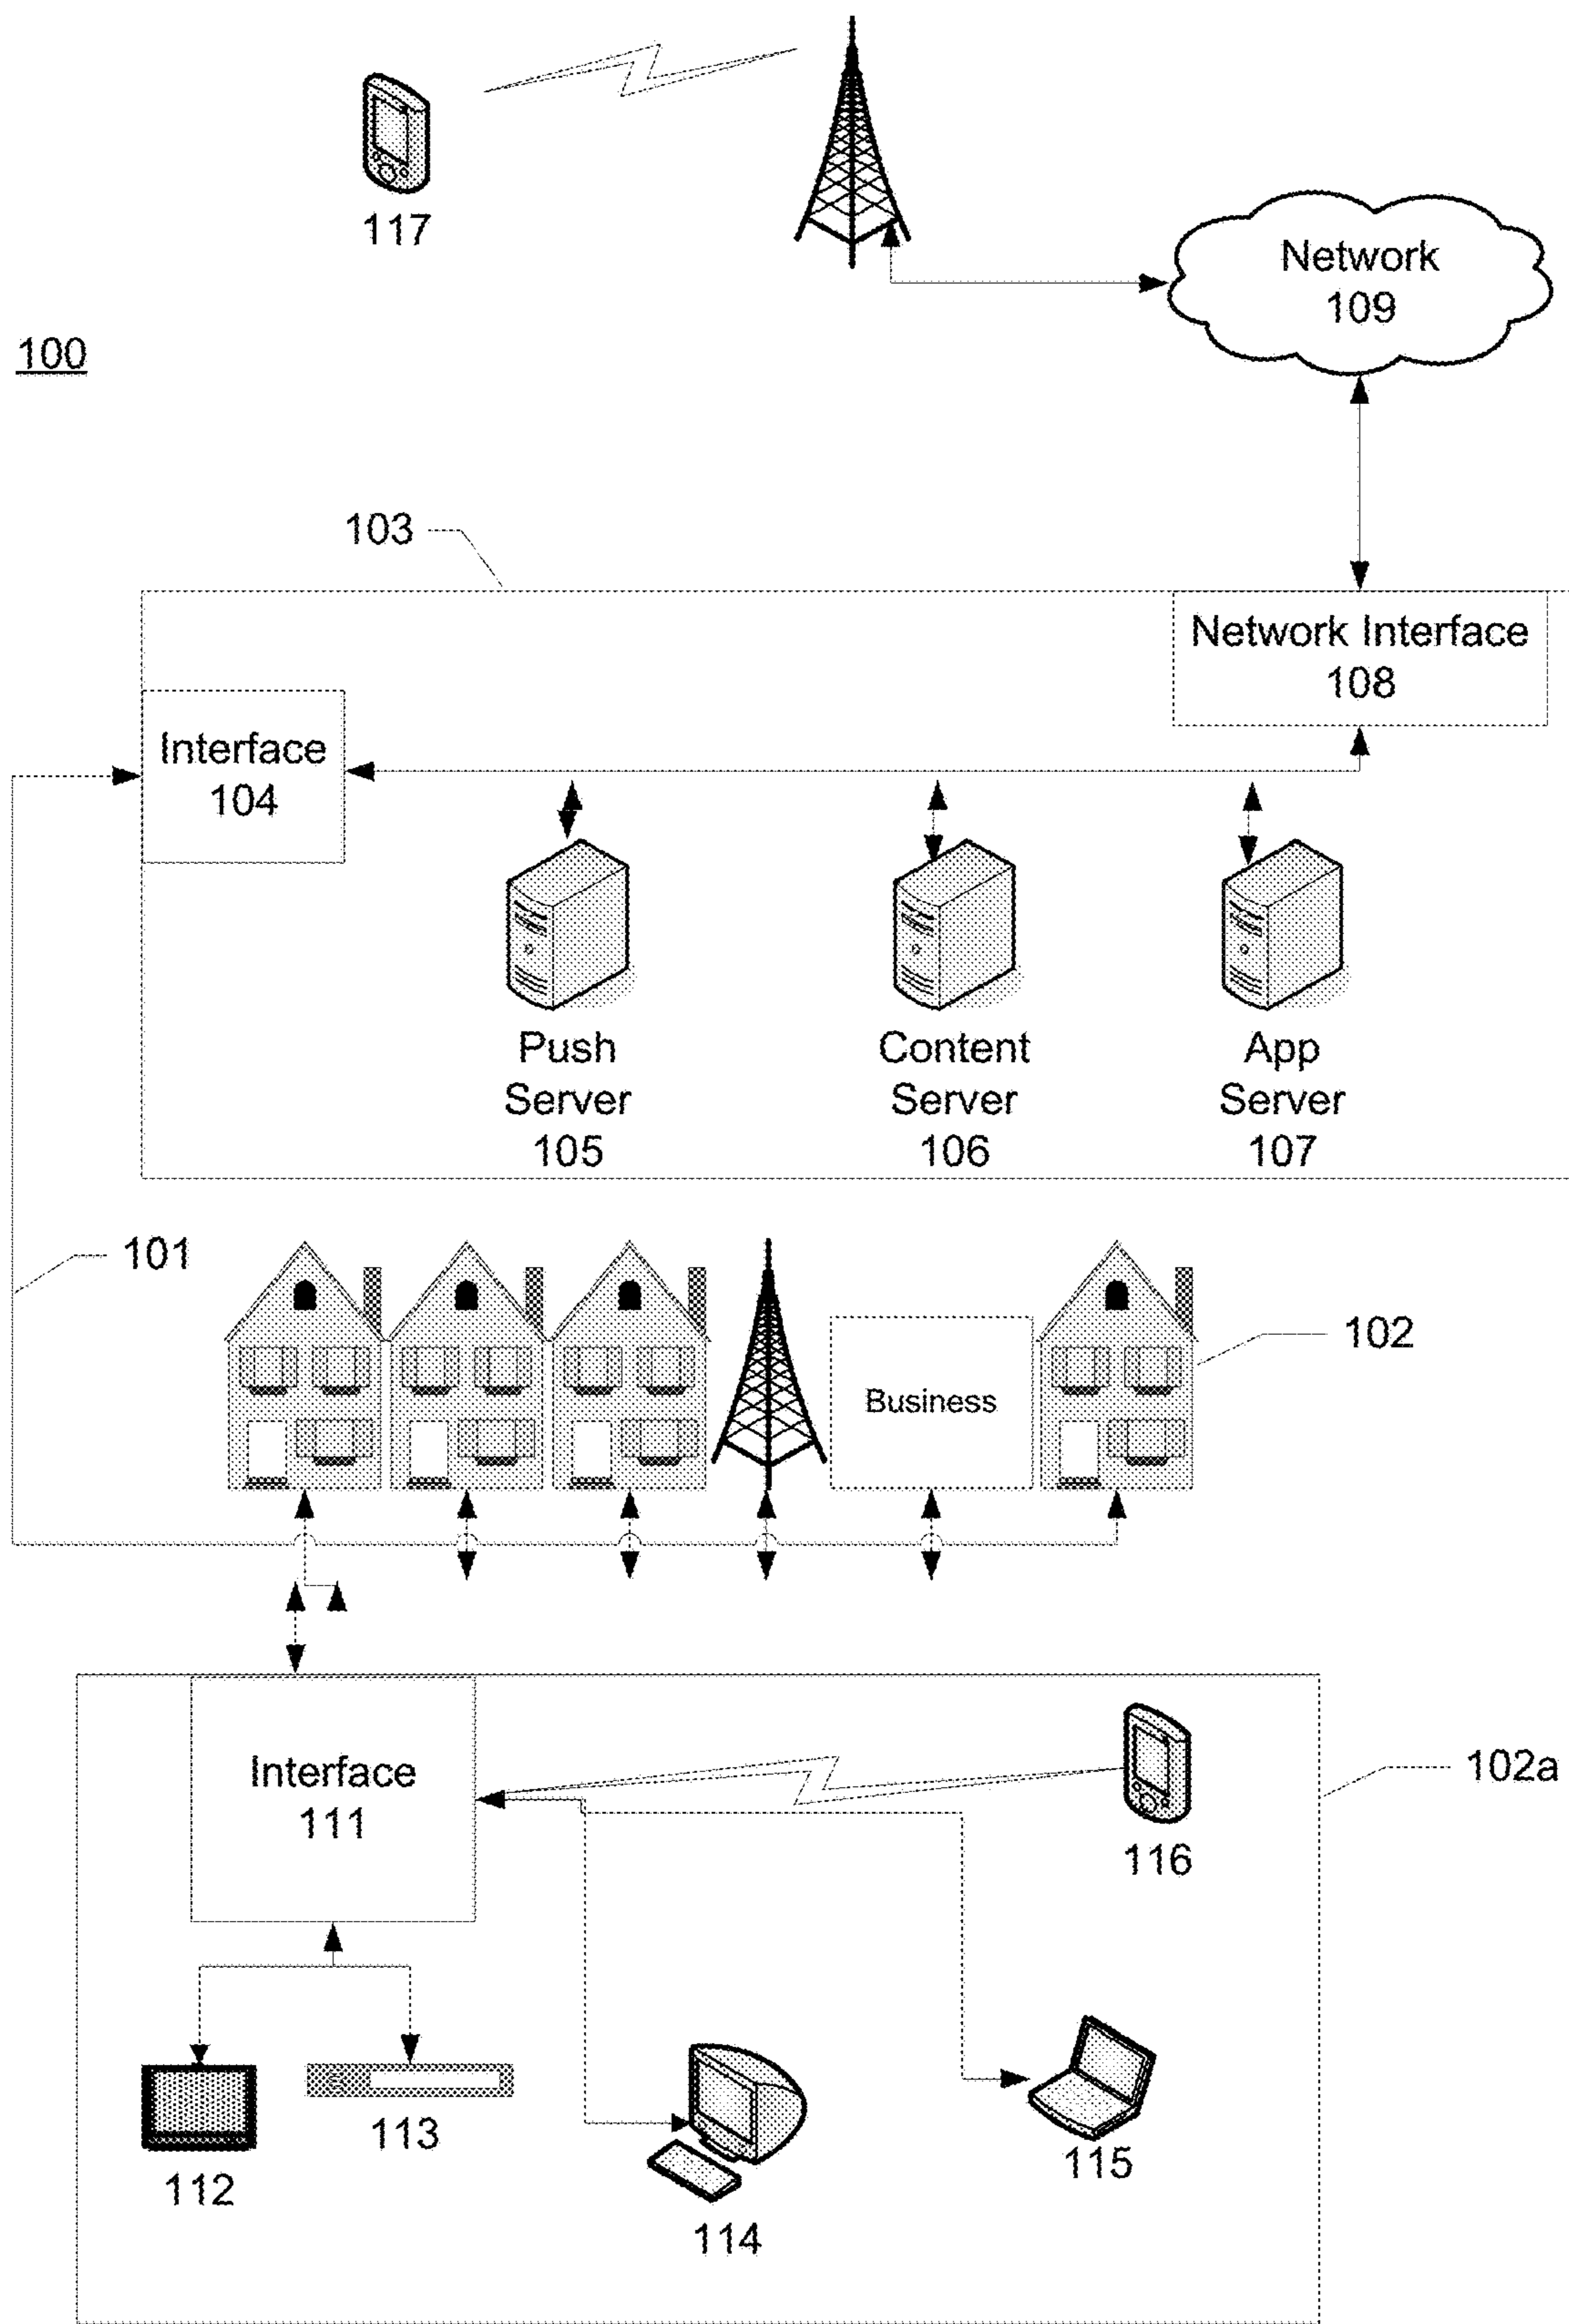 117
Network
109
100
103
Network Interface
108
Interface
104
Push
Server
105
Content
Server
106
App
Server
107
101
102
Business
Interface
111
102a
116
112
113
114
115